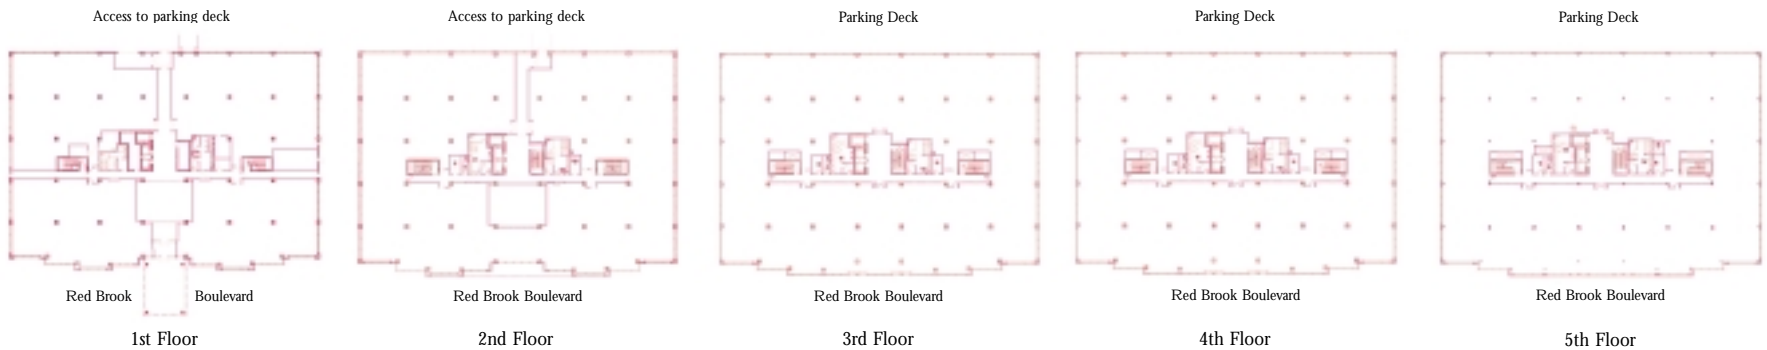 Access to parking deck
Access to parking deck
Parking Deck
Parking Deck
Parking Deck
Red Brook Boulevard
Red Brook Boulevard
Red Brook Boulevard
Red Brook Boulevard
Red Brook Boulevard
1st Floor
2nd Floor
3rd Floor
4th Floor
5th Floor